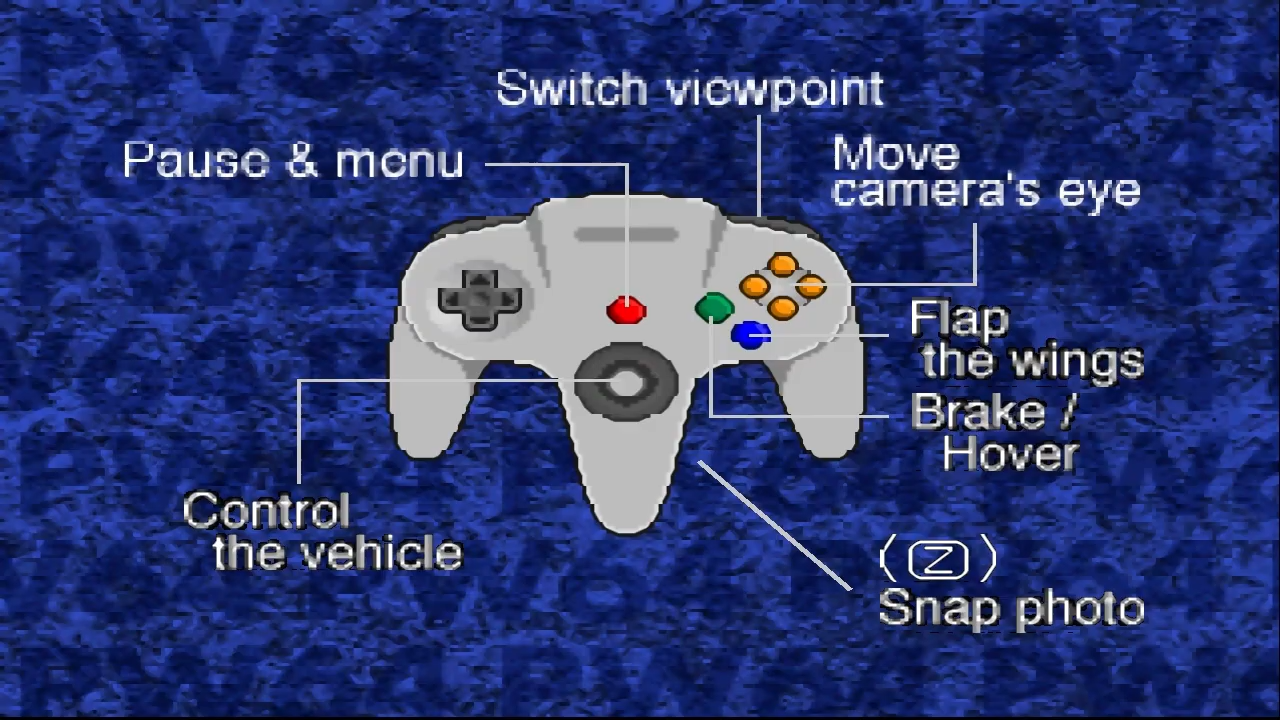 Switch viewpoint
Pause & menu
Move
camera's eye
Flap
the wings
Brake /
Hover
Control
the vehicle
(Z)
Snap photo